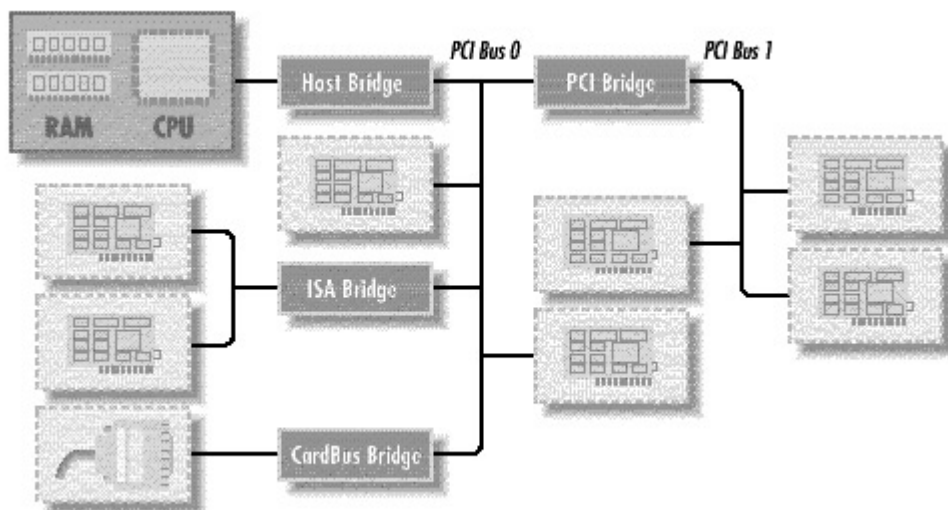 PCI Bus 0
PCI Bus 1
Host Bridge
PCI Bridge
RAM
CPU
ISA Bridge
CardBus Bridge